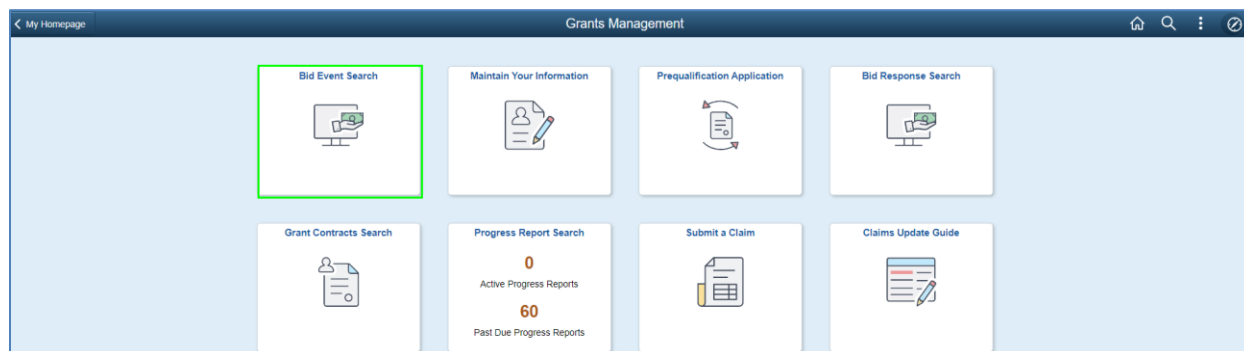 My Homepage
Grants Management
Bid Event Search
Maintain Your Information
Prequalification Application
Bid Response Search
Grant Contracts Search
Progress Report Search
0
Active Progress Reports
60
Past Due Progress Reports
Submit a Claim
Claims Update Guide